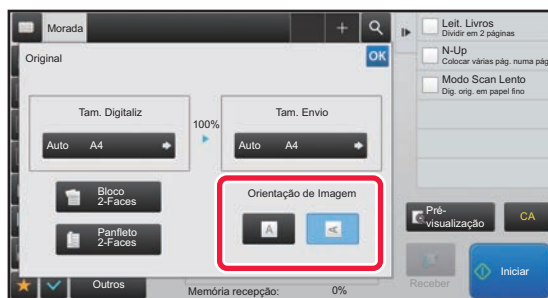 Morada
+
Original
OK
Tam. Digitaliz
100%
Tam. Envio
Auto A4
Auto A4
Bloco
2-Faces
Orientação de Imagem
A
A
Panfleto
2-Faces
Outros
Memória recepção: 0%
Leit. Livros
Dividir em 2 páginas
N-Up
Colocar várias pág. numa pág
Modo Scan Lento
Dig. orig. em papel fino
Pré-
visualização
CA
Receber
Iniciar